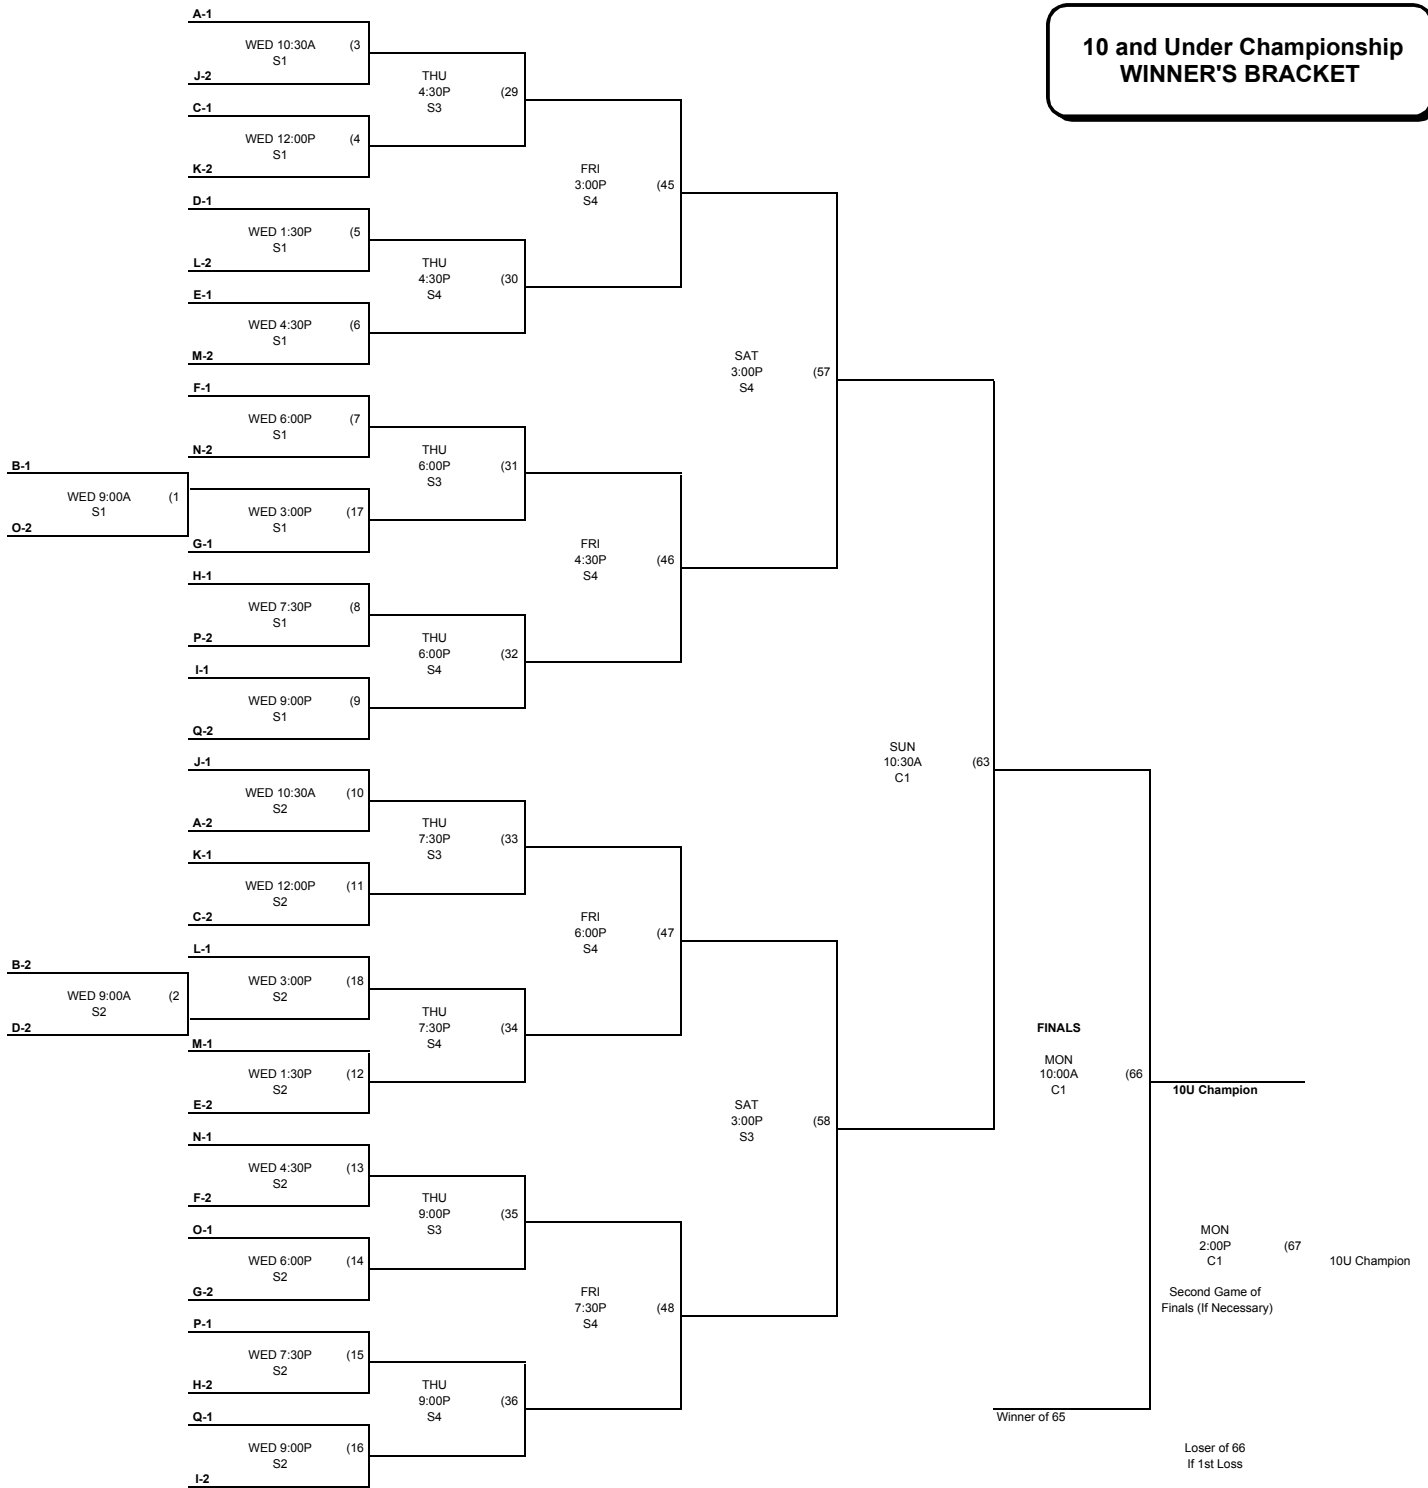 10 and Under Championship
WINNER'S BRACKET
A-1
WED 10:30A (3
S1
J-2
C-1
WED 12:00P (4
S1
K-2
D-1
WED 1:30P (5
S1
L-2
E-1
WED 4:30P (6
S1
M-2
F-1
WED 6:00P (7
S1
N-2
B-1
WED 9:00A (1
S1
O-2
WED 3:00P (17
S1
G-1
H-1
WED 7:30P (8
S1
P-2
I-1
WED 9:00P (9
S1
Q-2
J-1
WED 10:30A (10
S2
A-2
K-1
WED 12:00P (11
S2
C-2
L-1
B-2
WED 9:00A (2
S2
D-2
WED 3:00P (18
S2
M-1
WED 1:30P (12
S2
E-2
N-1
WED 4:30P (13
S2
F-2
O-1
WED 6:00P (14
S2
G-2
P-1
WED 7:30P (15
S2
H-2
Q-1
WED 9:00P (16
S2
I-2
THU
4:30P (29
S3
THU
4:30P (30
S4
THU
6:00P (31
S3
THU
6:00P (32
S4
THU
7:30P (33
S3
THU
7:30P (34
S4
THU
9:00P (35
S3
THU
9:00P (36
S4
FRI
3:00P (45
S4
FRI
4:30P (46
S4
FRI
6:00P (47
S4
FRI
7:30P (48
S4
SAT
3:00P (57
S4
SAT
3:00P (58
S3
SUN
10:30A (63
C1
FINALS
MON
10:00A (66
C1
10U Champion
Winner of 65
MON
2:00P (67
C1
10U Champion
Second Game of
Finals (If Necessary)
Loser of 66
If 1st Loss